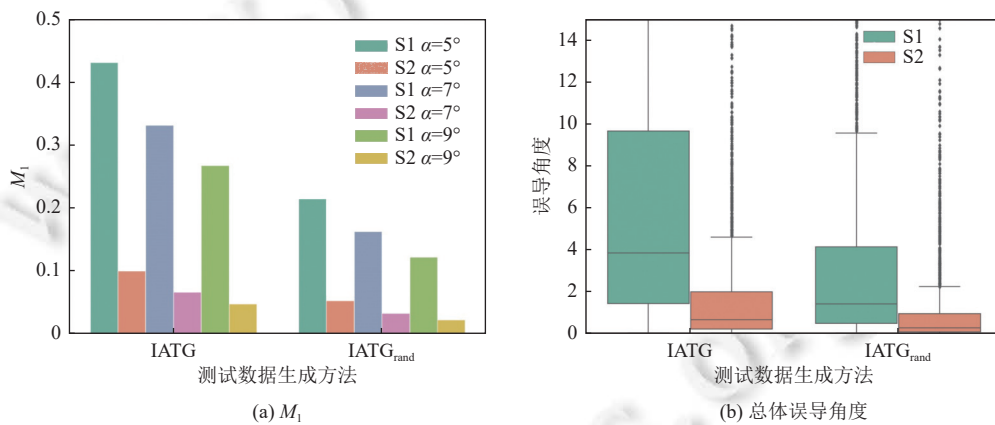 0.5
0.4
0.3
0.2
0.1
0
M₁
S1 α=5°
S2 α=5°
S1 α=7°
S2 α=7°
S1 α=9°
S2 α=9°
IATG
IATG_rand
测试数据生成方法
(a) M₁
14
12
10
8
6
4
2
0
误导角度
S1
S2
IATG
IATG_rand
测试数据生成方法
(b) 总体误导角度